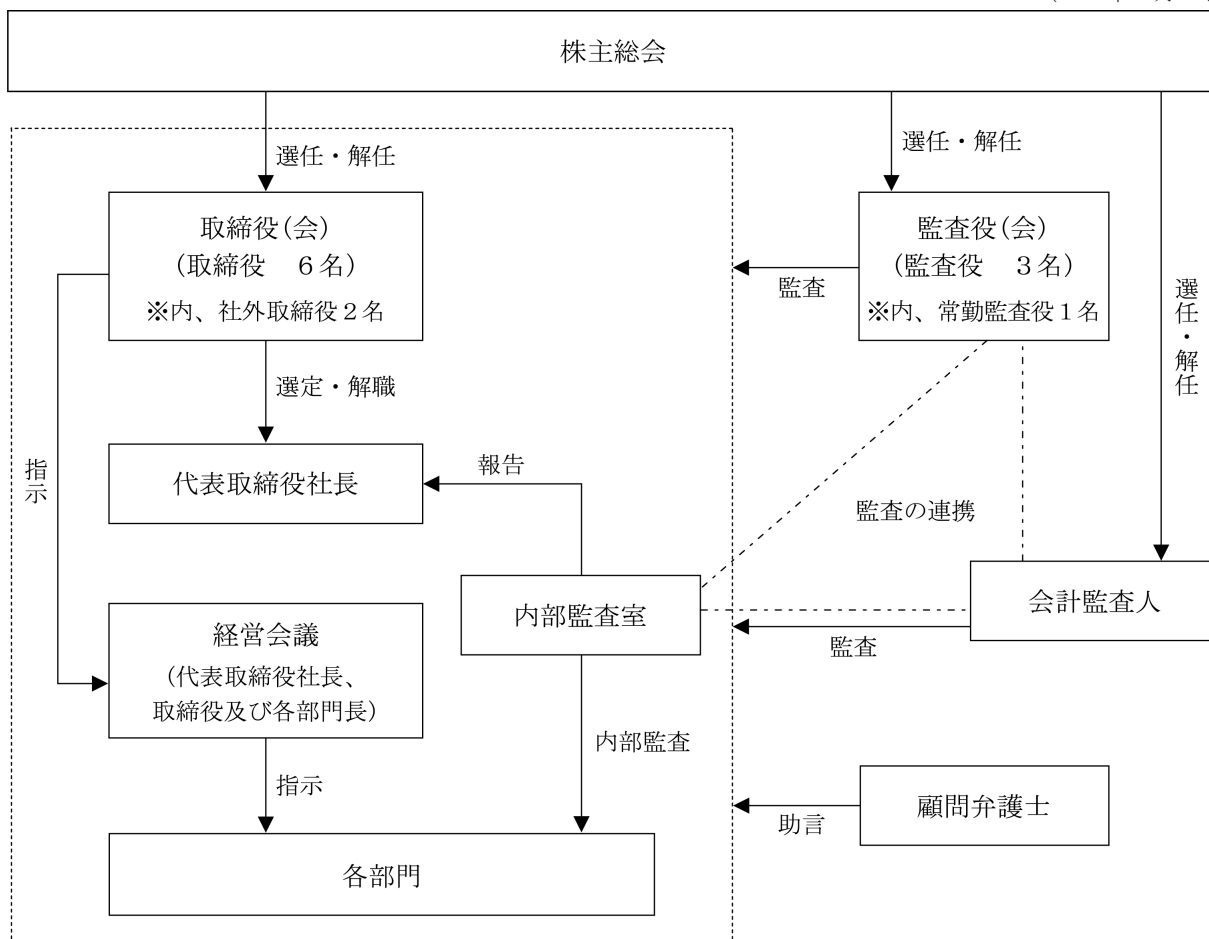 株主総会
選任・解任
選任・解任
選任・解任
取締役(会)
(取締役　6名)
※内、社外取締役２名
監査役(会)
(監査役　3名)
※内、常勤監査役１名
監査
選定・解職
指示
代表取締役社長
報告
監査の連携
内部監査室
会計監査人
監査
経営会議
(代表取締役社長、
取締役及び各部門長)
内部監査
指示
顧問弁護士
助言
各部門